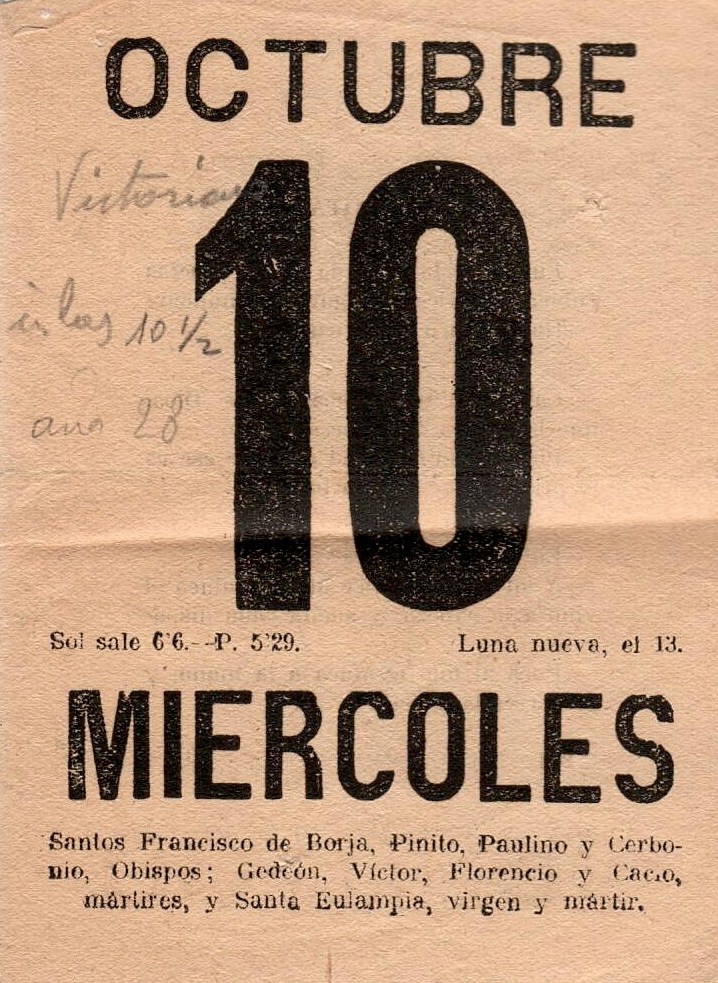 OCTUBRE
Victoriano
las 10 1/2
año 28
10
Sol sale 6'6.--P. 5'29. Luna nueva, el 13.
MIERCOLES
Santos Francisco de Borja, Pinito, Paulino y Cerbo-
nio, Obispos; Gedeón, Víctor, Florencio y Cacio,
mártires, y Santa Eulampia, virgen y mártir.